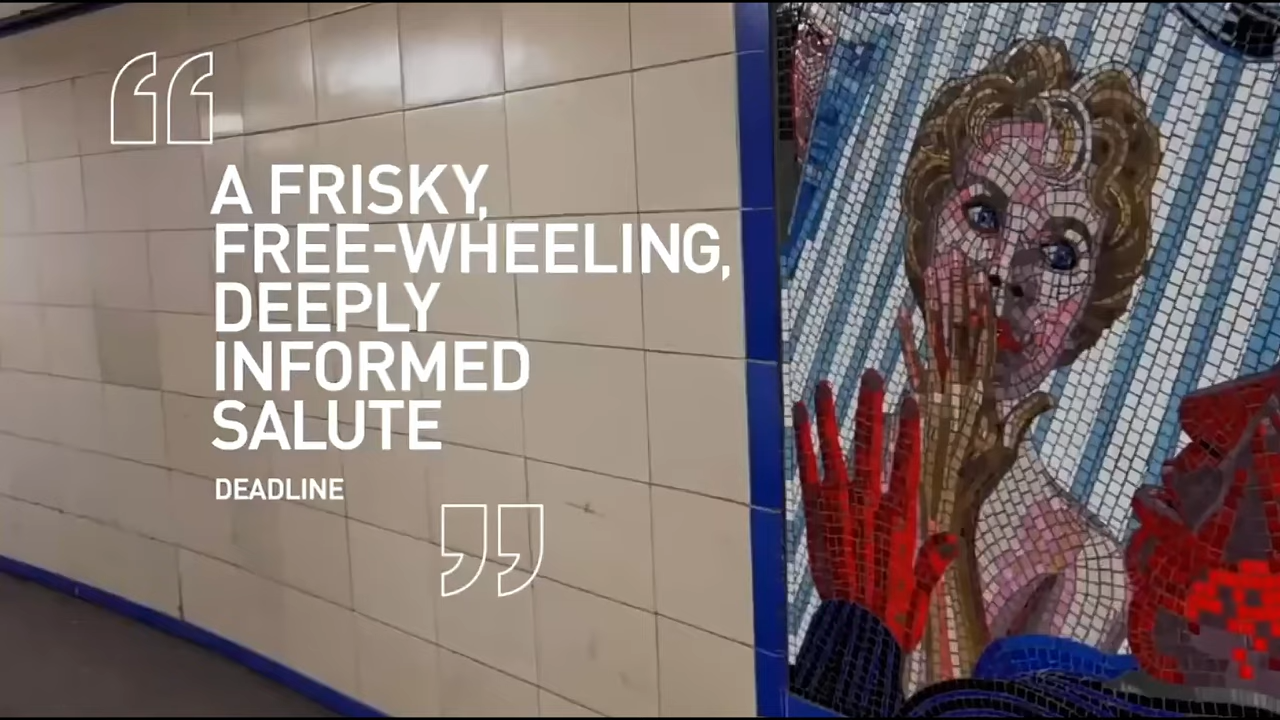 “
A FRISKY,
FREE-WHEELING,
DEEPLY
INFORMED
SALUTE
DEADLINE
”